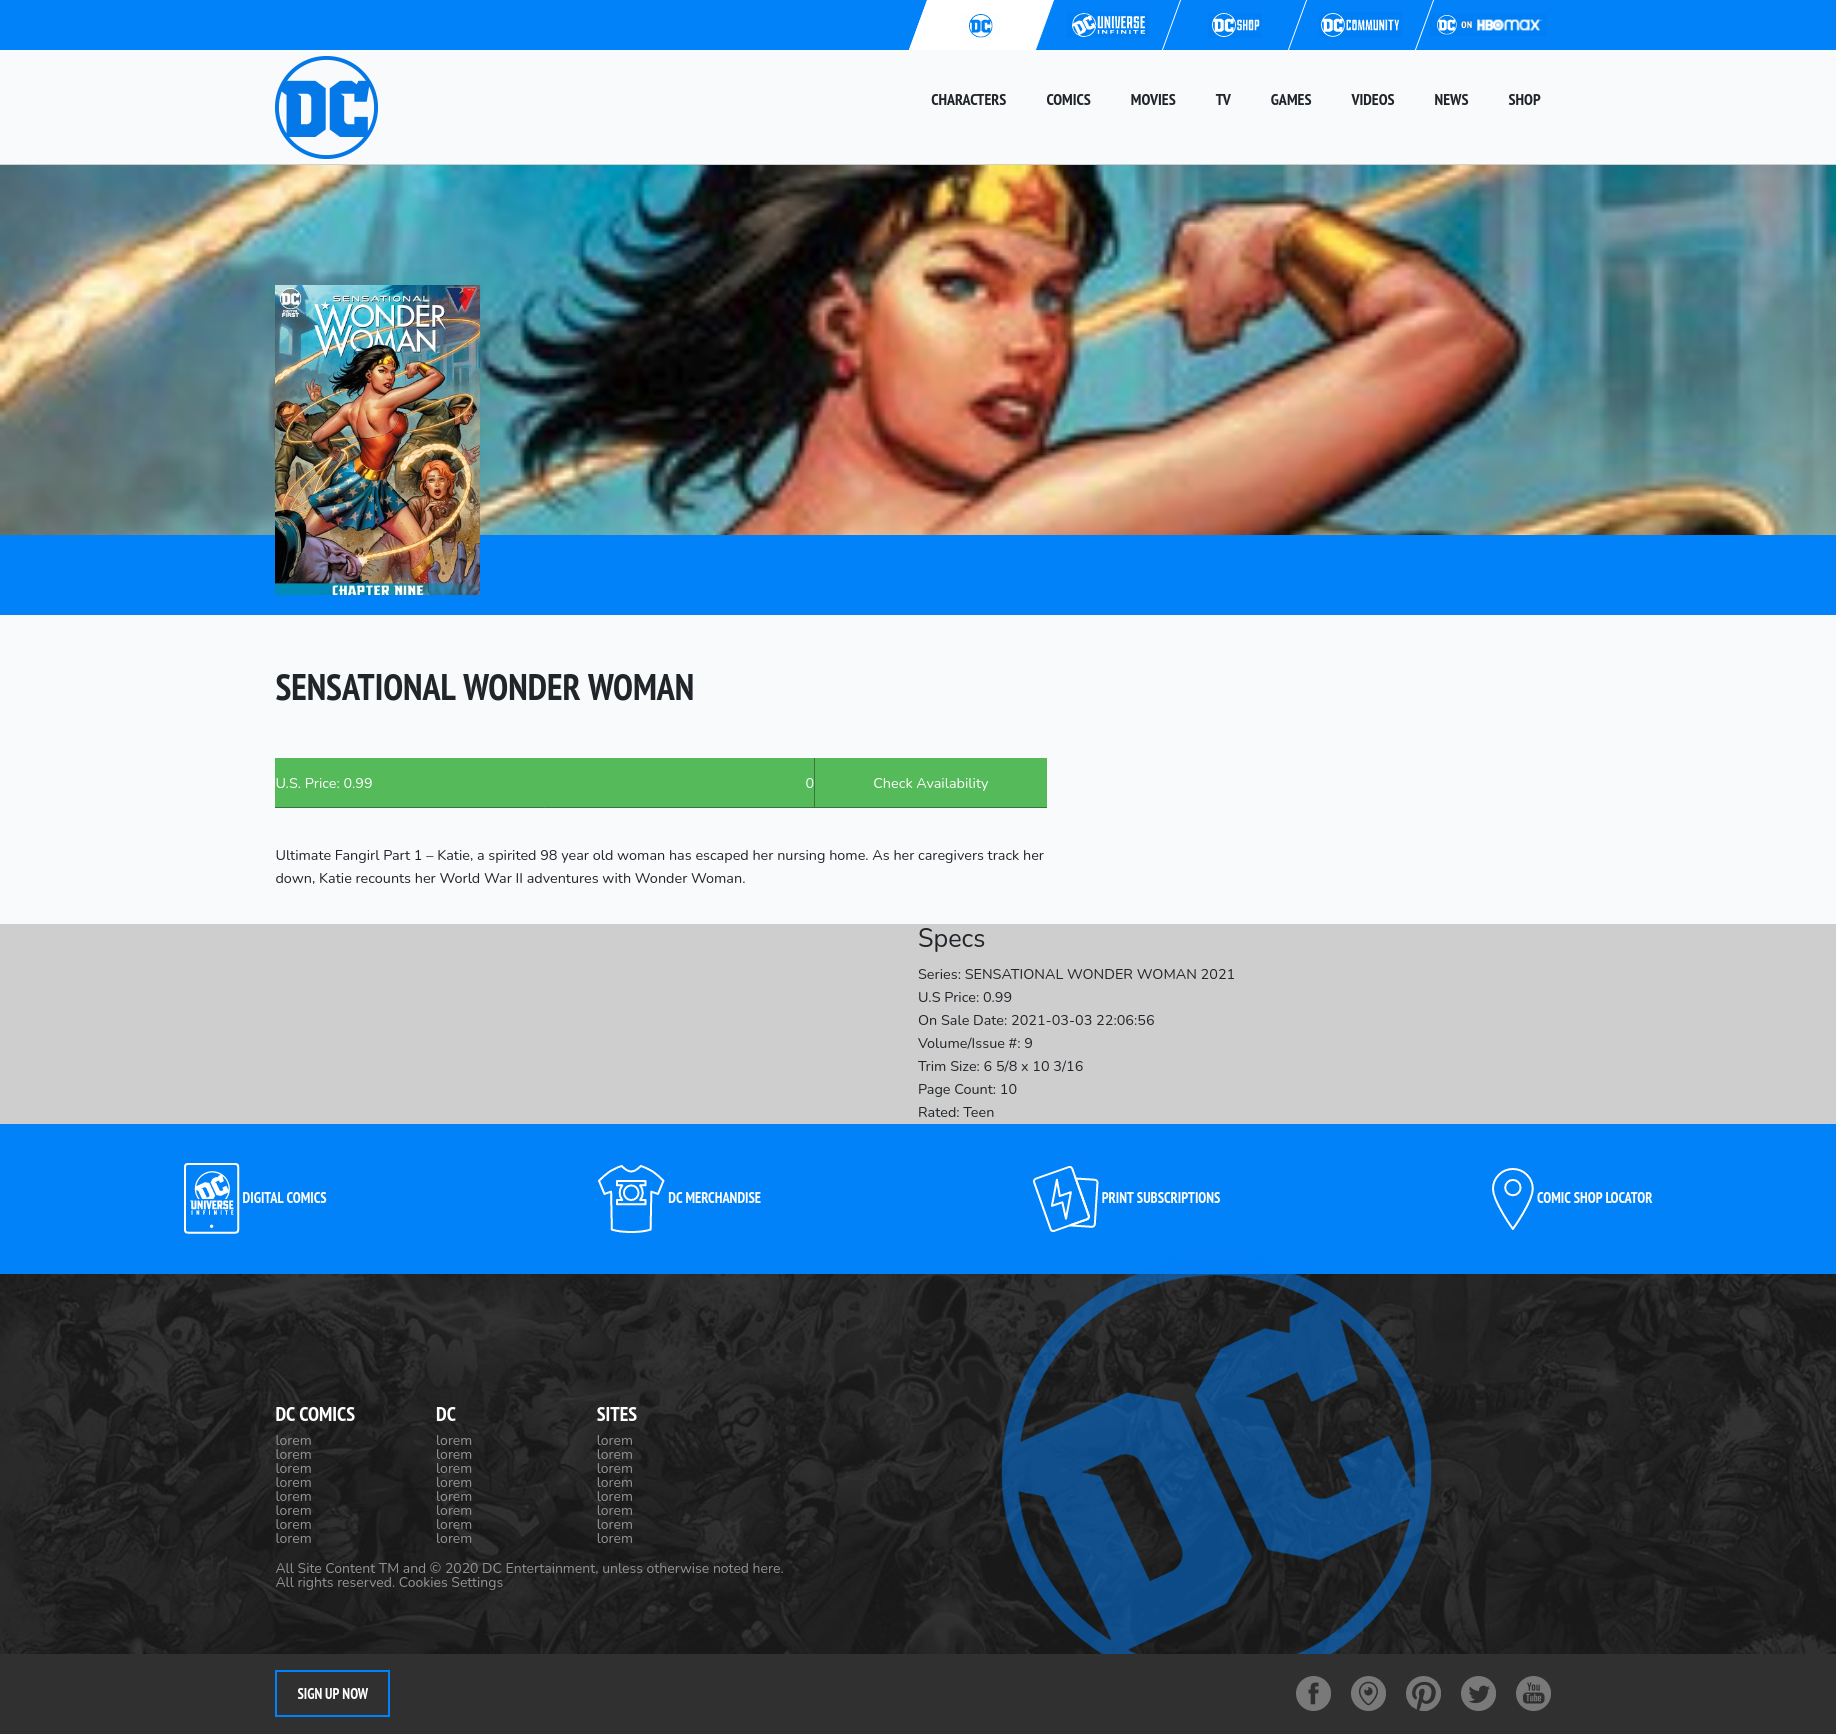 DC
DC UNIVERSE
INFINITE
DC SHOP
DC COMMUNITY
DC ON HBOMAX
DC
CHARACTERS
COMICS
MOVIES
TV
GAMES
VIDEOS
NEWS
SHOP
DC
FIRST
SENSATIONAL
WONDER
WOMAN
CHAPTER NINE
SENSATIONAL WONDER WOMAN
U.S. Price: 0.99
0
Check Availability
Ultimate Fangirl Part 1 – Katie, a spirited 98 year old woman has escaped her nursing home. As her caregivers track her
down, Katie recounts her World War II adventures with Wonder Woman.
Specs
Series: SENSATIONAL WONDER WOMAN 2021
U.S Price: 0.99
On Sale Date: 2021-03-03 22:06:56
Volume/Issue #: 9
Trim Size: 6 5/8 x 10 3/16
Page Count: 10
Rated: Teen
DC
UNIVERSE
INFINITE
DIGITAL COMICS
DC MERCHANDISE
PRINT SUBSCRIPTIONS
COMIC SHOP LOCATOR
DC COMICS
lorem
lorem
lorem
lorem
lorem
lorem
lorem
lorem
DC
lorem
lorem
lorem
lorem
lorem
lorem
lorem
lorem
SITES
lorem
lorem
lorem
lorem
lorem
lorem
lorem
lorem
DC
All Site Content TM and © 2020 DC Entertainment, unless otherwise noted here.
All rights reserved. Cookies Settings
SIGN UP NOW
You
Tube